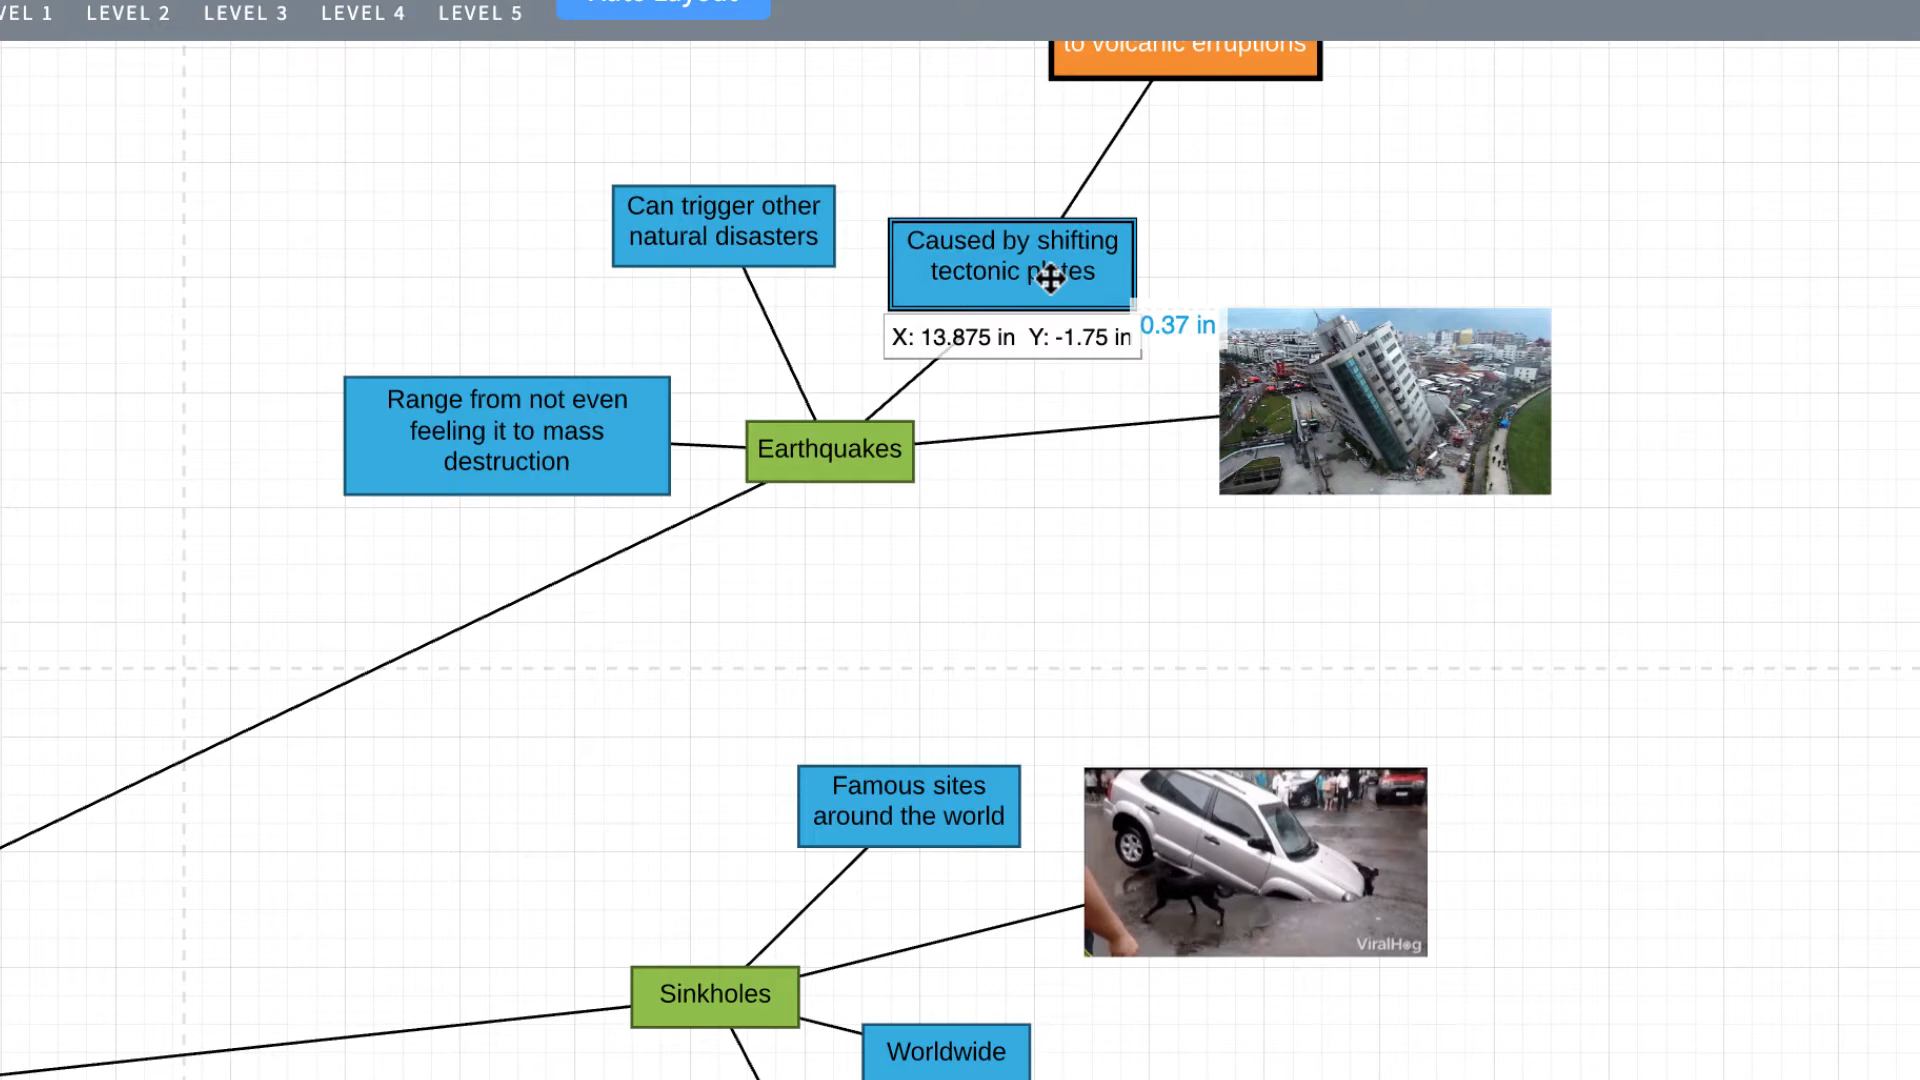 LEVEL 2 LEVEL 3 LEVEL 4 LEVEL 5
to volcanic erruptions
Can trigger other
natural disasters
Caused by shifting
tectonic plates
X: 13.875 in Y: -1.75 in
0.37 in
Range from not even
feeling it to mass
destruction
Earthquakes
Famous sites
around the world
ViralHog
Sinkholes
Worldwide